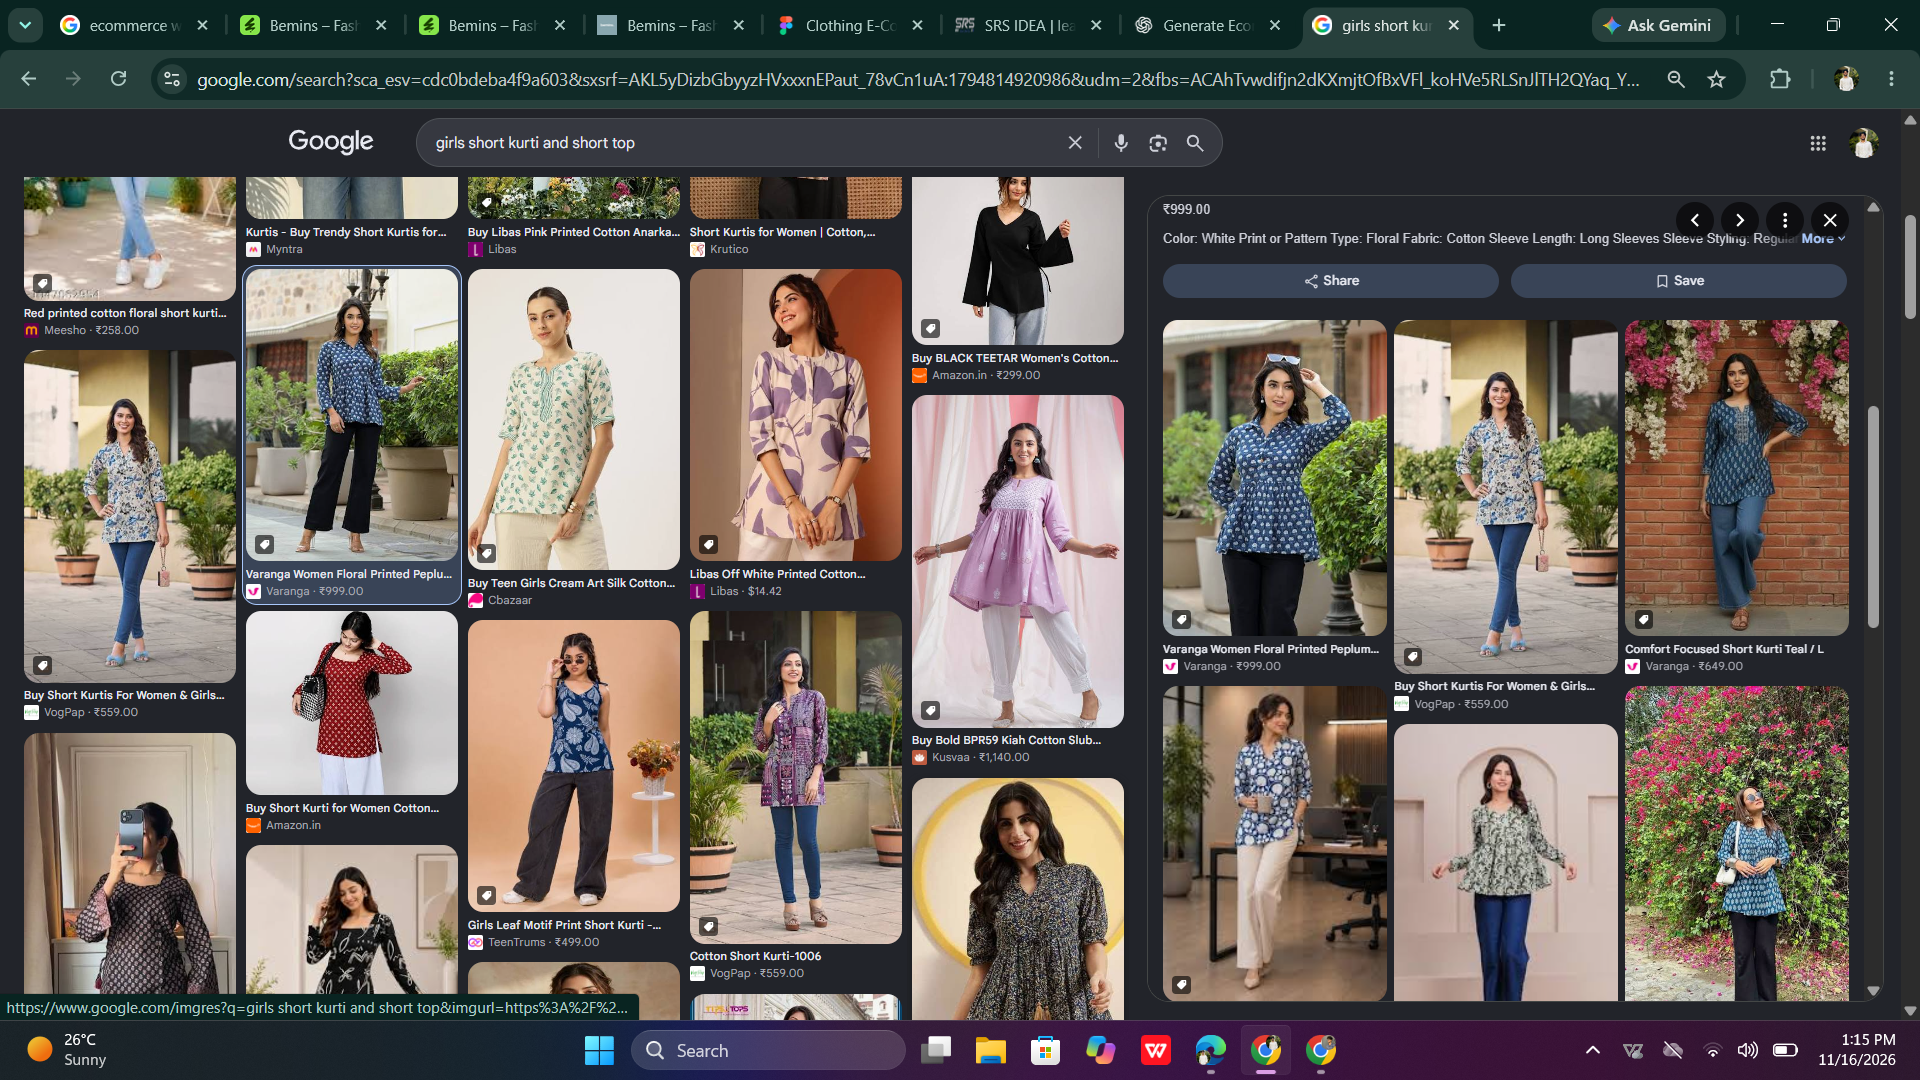 ecommerce w
Bemins – Fash
Bemins – Fash
Bemins – Fash
Clothing E-Co
SRS IDEA | lea
Generate Eco
girls short kur
Ask Gemini
google.com/search?sca_esv=cdc0bdeba4f9a603&sxsrf=AKL5yDizbGbyyzHVxxxnEPaut_78vCn1uA:1794814920986&udm=2&fbs=ACAhTvwdifjn2dKXmjtOfBxVFl_koHVe5RLSnJlTH2QYaq_Y...
Google
girls short kurti and short top
Red printed cotton floral short kurti...
Meesho · ₹258.00
Buy Short Kurtis For Women & Girls...
VogPap · ₹559.00
Kurtis - Buy Trendy Short Kurtis for...
Myntra
Varanga Women Floral Printed Peplu...
Varanga · ₹999.00
Buy Short Kurti for Women Cotton...
Amazon.in
Buy Libas Pink Printed Cotton Anarka...
Libas
Buy Teen Girls Cream Art Silk Cotton...
Cbazaar
Girls Leaf Motif Print Short Kurti -...
TeenTrums · ₹499.00
Short Kurtis for Women | Cotton,...
Krutico
Libas Off White Printed Cotton...
Libas · $14.42
Cotton Short Kurti-1006
VogPap · ₹559.00
Buy BLACK TEETAR Women's Cotton...
Amazon.in · ₹299.00
Buy Bold BPR59 Kiah Cotton Slub...
Kusvaa · ₹1,140.00
₹999.00
Color: White Print or Pattern Type: Floral Fabric: Cotton Sleeve Length: Long Sleeves Sleeve Styling: Regular More
Share
Save
Varanga Women Floral Printed Peplum...
Varanga · ₹999.00
Buy Short Kurtis For Women & Girls...
VogPap · ₹559.00
Comfort Focused Short Kurti Teal / L
Varanga · ₹649.00
https://www.google.com/imgres?q=girls short kurti and short top&imgurl=https%3A%2F%2...
26°C
Sunny
Search
1:15 PM
11/16/2026